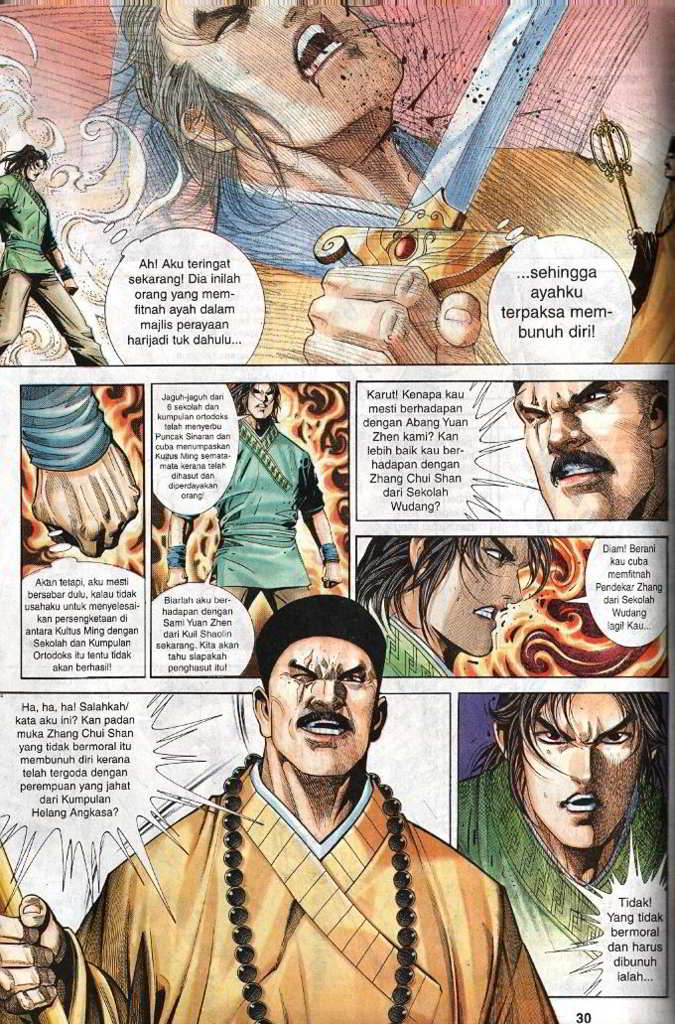 Ah! Aku teringat
sekarang! Dia inilah
orang yang mem-
fitnah ayah dalam
majlis perayaan
harijadi tuk dahulu...
...sehingga
ayahku
terpaksa mem-
bunuh diri!
Akan tetapi, aku mesti
bersabar dulu, kalau tidak
usahaku untuk menyelesai-
kan persengketaan di
antara Kultus Ming dengan
Sekolah dan Kumpulan
Ortodoks itu tentu tidak
akan berhasil!
Jaguh-jaguh dari
6 sekolah dan
kumpulan ortodoks
telah menyerbu
Puncak Sinaran dan
cuba menumpaskan
Kultus Ming semata-
mata kerana telah
dihasut dan
diperdayakan
orang!
Biarlah aku ber-
hadapan dengan
Sami Yuan Zhen
dari Kuil Shaolin
sekarang. Kita akan
tahu siapakah
penghasut itu!
Karut! Kenapa kau
mesti berhadapan
dengan Abang Yuan
Zhen kami? Kan
lebih baik kau ber-
hadapan dengan
Zhang Chui Shan
dari Sekolah
Wudang?
Diam! Berani
kau cuba
memfitnah
Pendekar Zhang
dari Sekolah
Wudang
lagi! Kau...
Ha, ha, ha! Salahkah/
kata aku ini? Kan padan
muka Zhang Chui Shan
yang tidak bermoral itu
membunuh diri kerana
telah tergoda dengan
perempuan yang jahat
dari Kumpulan
Helang Angkasa?
Tidak!
Yang tidak
bermoral
dan harus
dibunuh
ialah...
30